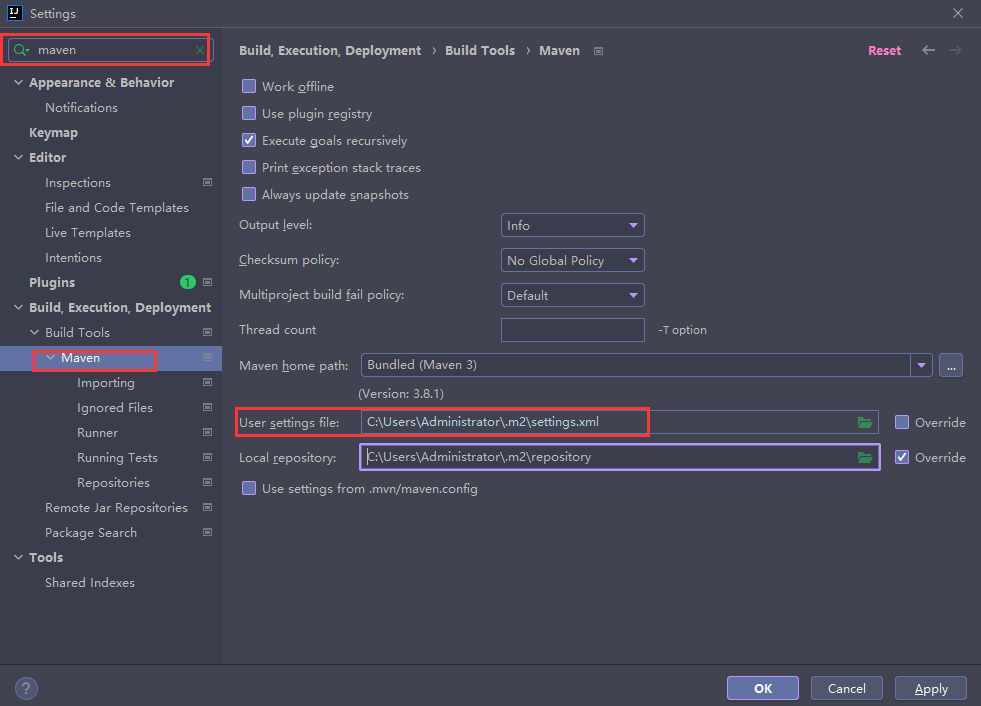 IJ Settings
maven
Appearance & Behavior
Notifications
Keymap
Editor
Inspections
File and Code Templates
Live Templates
Intentions
Plugins 1
Build, Execution, Deployment
Build Tools
Maven
Importing
Ignored Files
Runner
Running Tests
Repositories
Remote Jar Repositories
Package Search
Tools
Shared Indexes
Build, Execution, Deployment › Build Tools › Maven Reset
Work offline
Use plugin registry
Execute goals recursively
Print exception stack traces
Always update snapshots
Output level: Info
Checksum policy: No Global Policy
Multiproject build fail policy: Default
Thread count -T option
Maven home path: Bundled (Maven 3) ...
(Version: 3.8.1)
User settings file: C:\Users\Administrator\.m2\settings.xml Override
Local repository: C:\Users\Administrator\.m2\repository Override
Use settings from .mvn/maven.config
? OK Cancel Apply